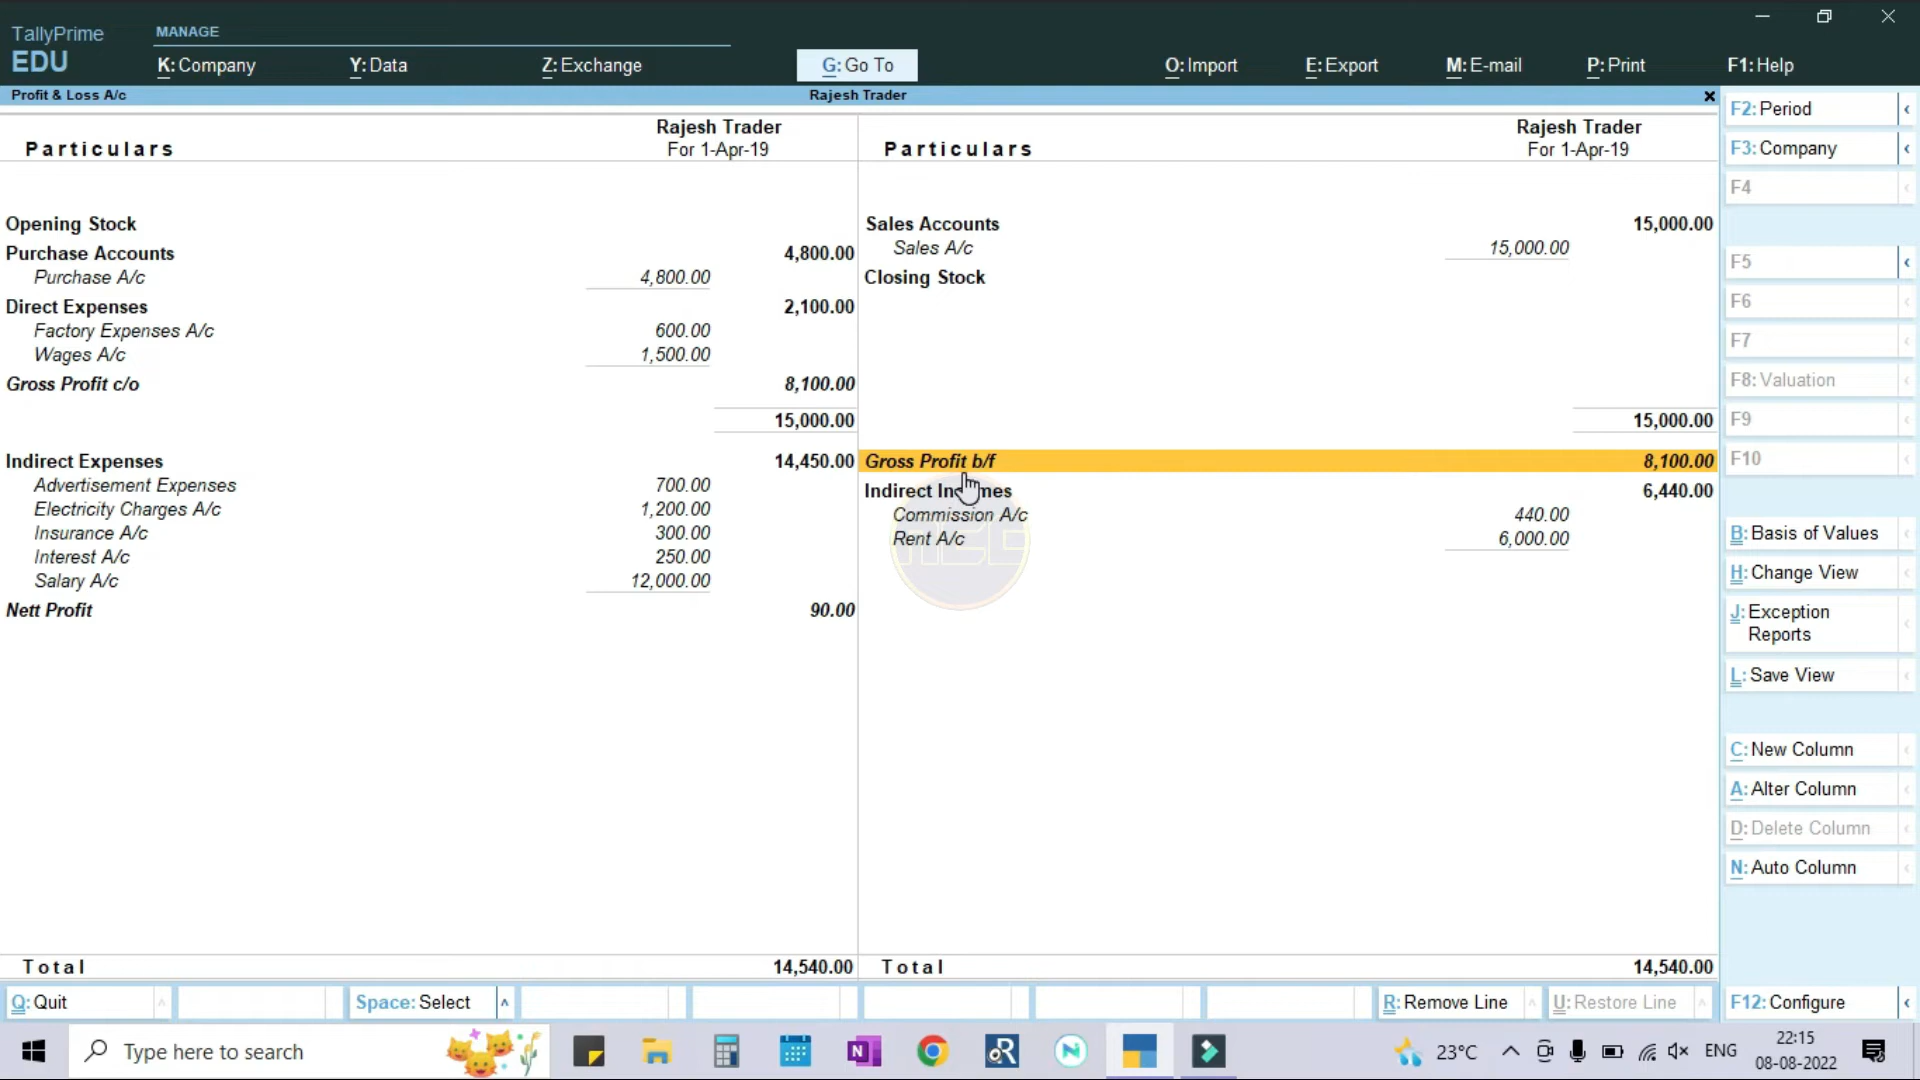 TallyPrime
EDU
MANAGE
K: Company Y: Data Z: Exchange G: Go To O: Import E: Export M: E-mail P: Print F1: Help
Profit & Loss A/c Rajesh Trader
Particulars Rajesh Trader
For 1-Apr-19
Opening Stock
Purchase Accounts 4,800.00
Purchase A/c 4,800.00
Direct Expenses 2,100.00
Factory Expenses A/c 600.00
Wages A/c 1,500.00
Gross Profit c/o 8,100.00
15,000.00
Indirect Expenses 14,450.00
Advertisement Expenses 700.00
Electricity Charges A/c 1,200.00
Insurance A/c 300.00
Interest A/c 250.00
Salary A/c 12,000.00
Nett Profit 90.00
Total 14,540.00
Particulars Rajesh Trader
For 1-Apr-19
Sales Accounts 15,000.00
Sales A/c 15,000.00
Closing Stock
15,000.00
Gross Profit b/f 8,100.00
Indirect Incomes 6,440.00
Commission A/c 440.00
Rent A/c 6,000.00
Total 14,540.00
F2: Period
F3: Company
F4
F5
F6
F7
F8: Valuation
F9
F10
B: Basis of Values
H: Change View
J: Exception
Reports
L: Save View
C: New Column
A: Alter Column
D: Delete Column
N: Auto Column
Q: Quit Space: Select R: Remove Line U: Restore Line F12: Configure
Type here to search 23°C ENG 22:15
08-08-2022